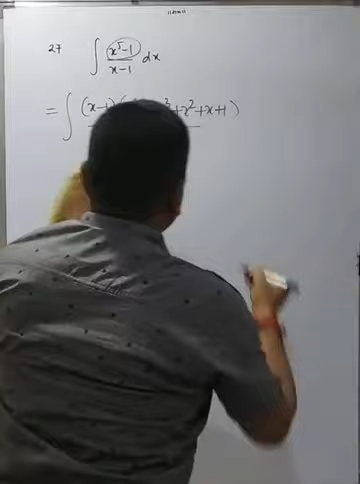 27 ∫ x⁵-1 / x-1 dx
= ∫ (x-1)( ³+x²+x+1)